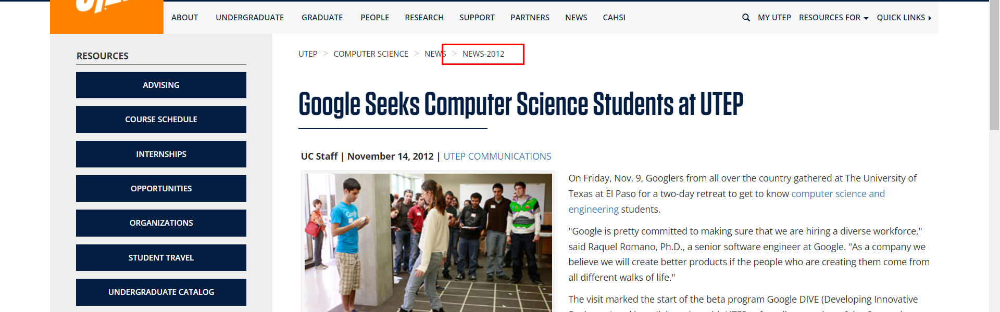 ABOUT UNDERGRADUATE GRADUATE PEOPLE RESEARCH SUPPORT PARTNERS NEWS CAHSI MY UTEP RESOURCES FOR QUICK LINKS
RESOURCES
ADVISING
COURSE SCHEDULE
INTERNSHIPS
OPPORTUNITIES
ORGANIZATIONS
STUDENT TRAVEL
UNDERGRADUATE CATALOG
UTEP > COMPUTER SCIENCE > NEWS > NEWS-2012
Google Seeks Computer Science Students at UTEP
UC Staff | November 14, 2012 | UTEP COMMUNICATIONS
Google
On Friday, Nov. 9, Googlers from all over the country gathered at The University of
Texas at El Paso for a two-day retreat to get to know computer science and
engineering students.
"Google is pretty committed to making sure that we are hiring a diverse workforce,"
said Raquel Romano, Ph.D., a senior software engineer at Google. "As a company we
believe we will create better products if the people who are creating them come from
all different walks of life."
The visit marked the start of the beta program Google DIVE (Developing Innovative